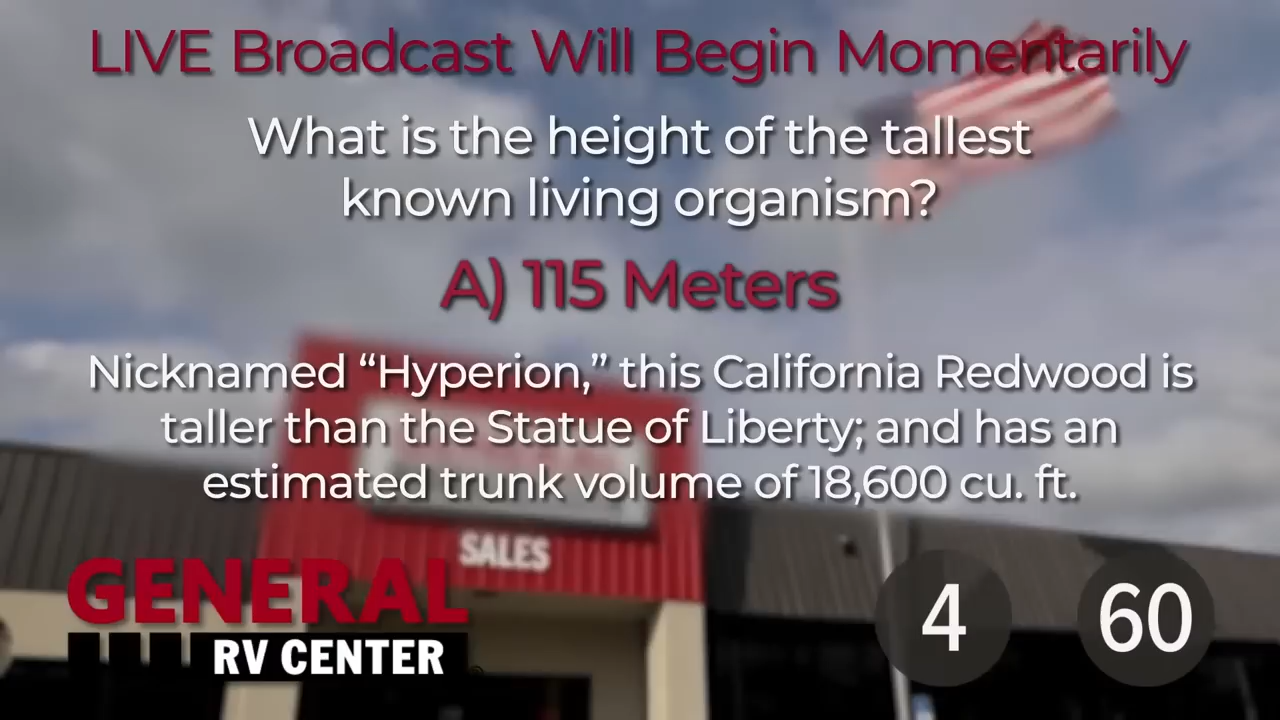 LIVE Broadcast Will Begin Momentarily
What is the height of the tallest
known living organism?
A) 115 Meters
Nicknamed “Hyperion,” this California Redwood is
taller than the Statue of Liberty; and has an
estimated trunk volume of 18,600 cu. ft.
SALES
GENERAL
RV CENTER
4 60